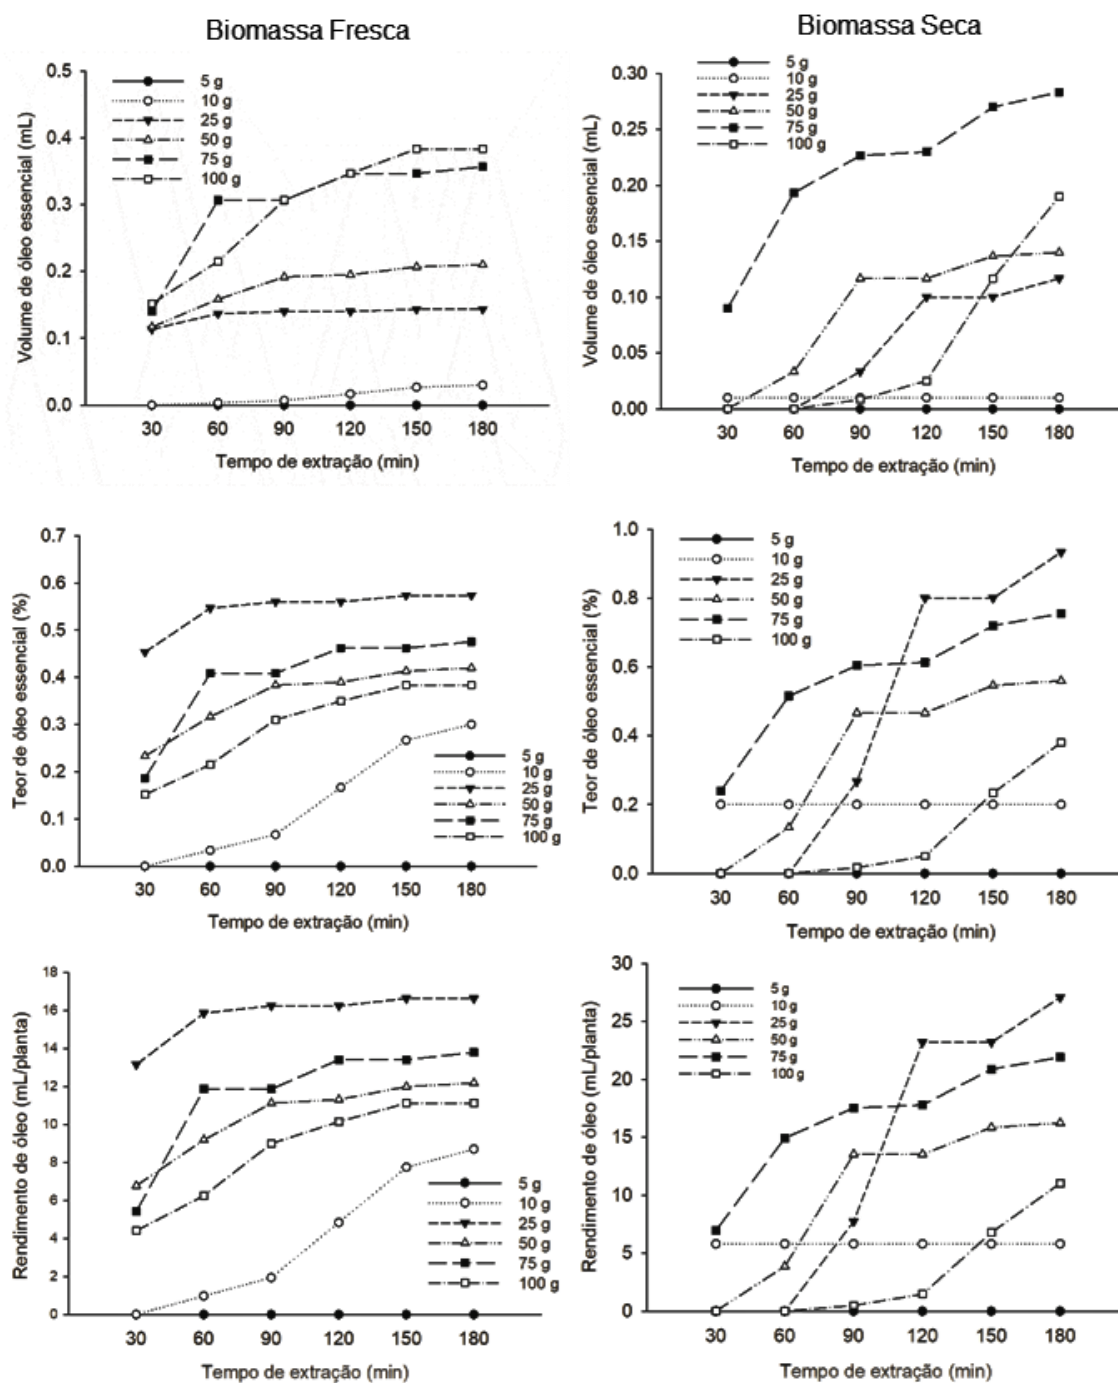 Biomassa Fresca
Volume de óleo essencial (mL)
0.5
0.4
0.3
0.2
0.1
0.0
5 g
10 g
25 g
50 g
75 g
100 g
30 60 90 120 150 180
Tempo de extração (min)
Biomassa Seca
Volume de óleo essencial (mL)
0.30
0.25
0.20
0.15
0.10
0.05
0.00
5 g
10 g
25 g
50 g
75 g
100 g
30 60 90 120 150 180
Tempo de extração (min)
Teor de óleo essencial (%)
0.7
0.6
0.5
0.4
0.3
0.2
0.1
0.0
5 g
10 g
25 g
50 g
75 g
100 g
30 60 90 120 150 180
Tempo de extração (min)
Teor de óleo essencial (%)
1.0
0.8
0.6
0.4
0.2
0.0
5 g
10 g
25 g
50 g
75 g
100 g
30 60 90 120 150 180
Tempo de extração (min)
Rendimento de óleo (mL/planta)
18
16
14
12
10
8
6
4
2
0
5 g
10 g
25 g
50 g
75 g
100 g
30 60 90 120 150 180
Tempo de extração (min)
Rendimento de óleo (mL/planta)
30
25
20
15
10
5
0
5 g
10 g
25 g
50 g
75 g
100 g
30 60 90 120 150 180
Tempo de extração (min)